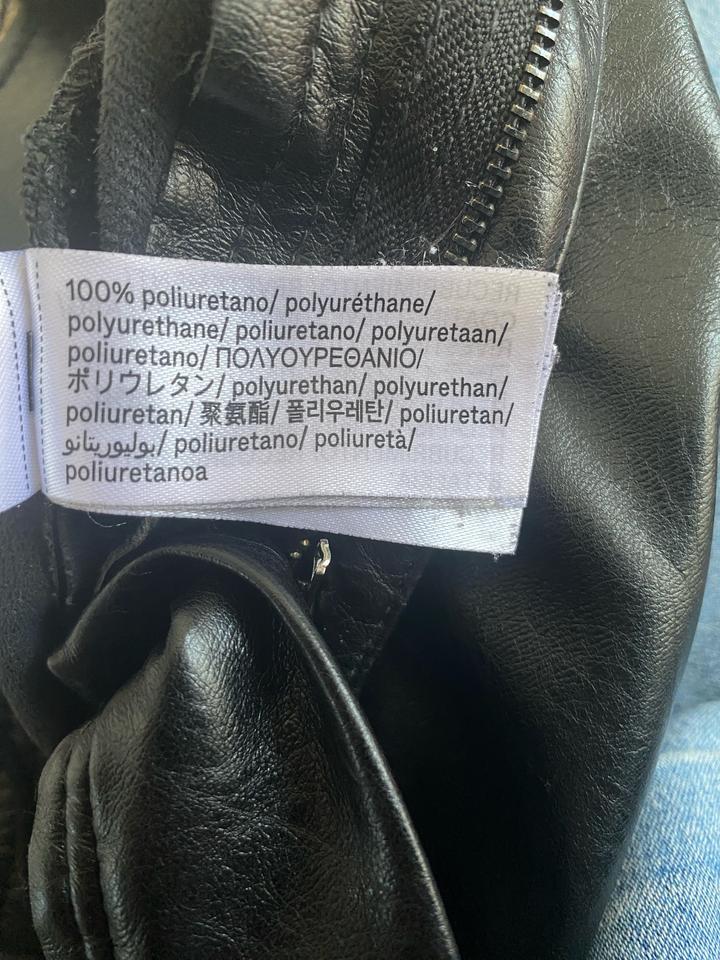 100% poliuretano/ polyuréthane/
polyurethane/ poliuretano/ polyuretaan/
poliuretano/ ΠΟΛΥΟΥΡΕΘΑΝΙΟ/
ポリウレタン/ polyurethan/ polyurethan/
poliuretan/ 聚氨酯/ 폴리우레탄/ poliuretan/
بوليوريتانو/ poliuretano/ poliuretà/
poliuretanoa